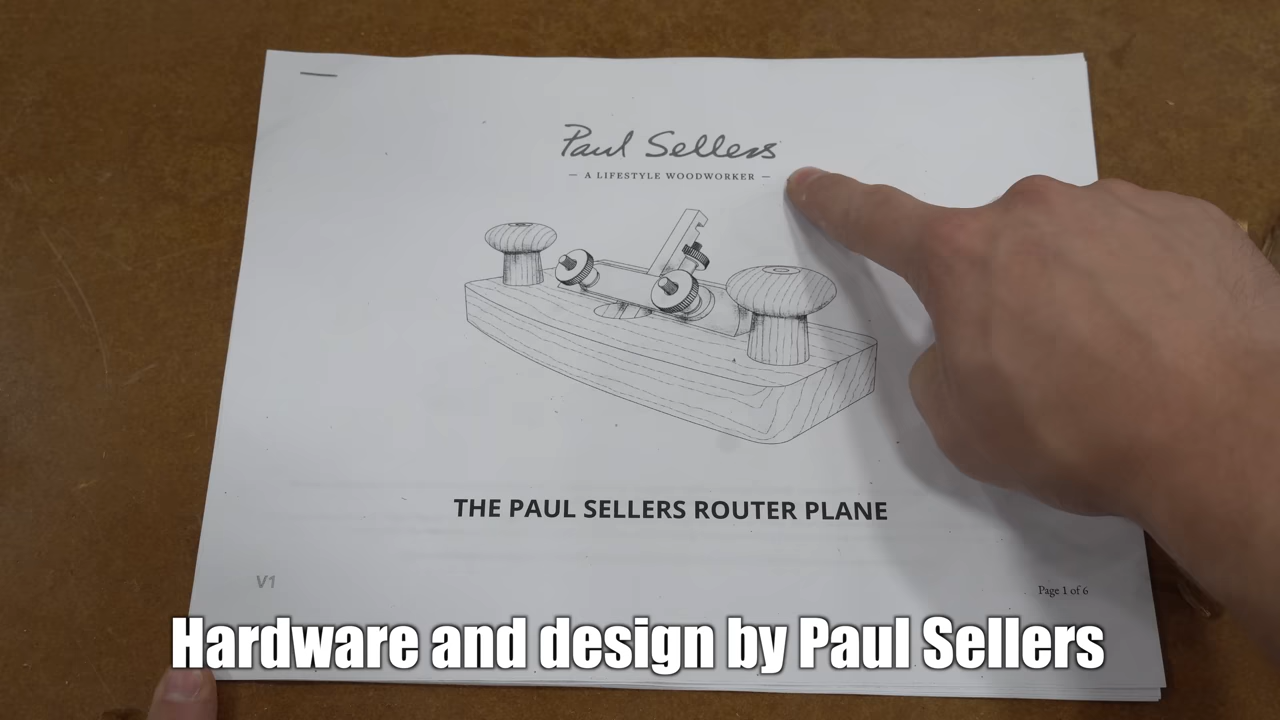 Paul Sellers
— A LIFESTYLE WOODWORKER —
THE PAUL SELLERS ROUTER PLANE
V1
Page 1 of 6
Hardware and design by Paul Sellers